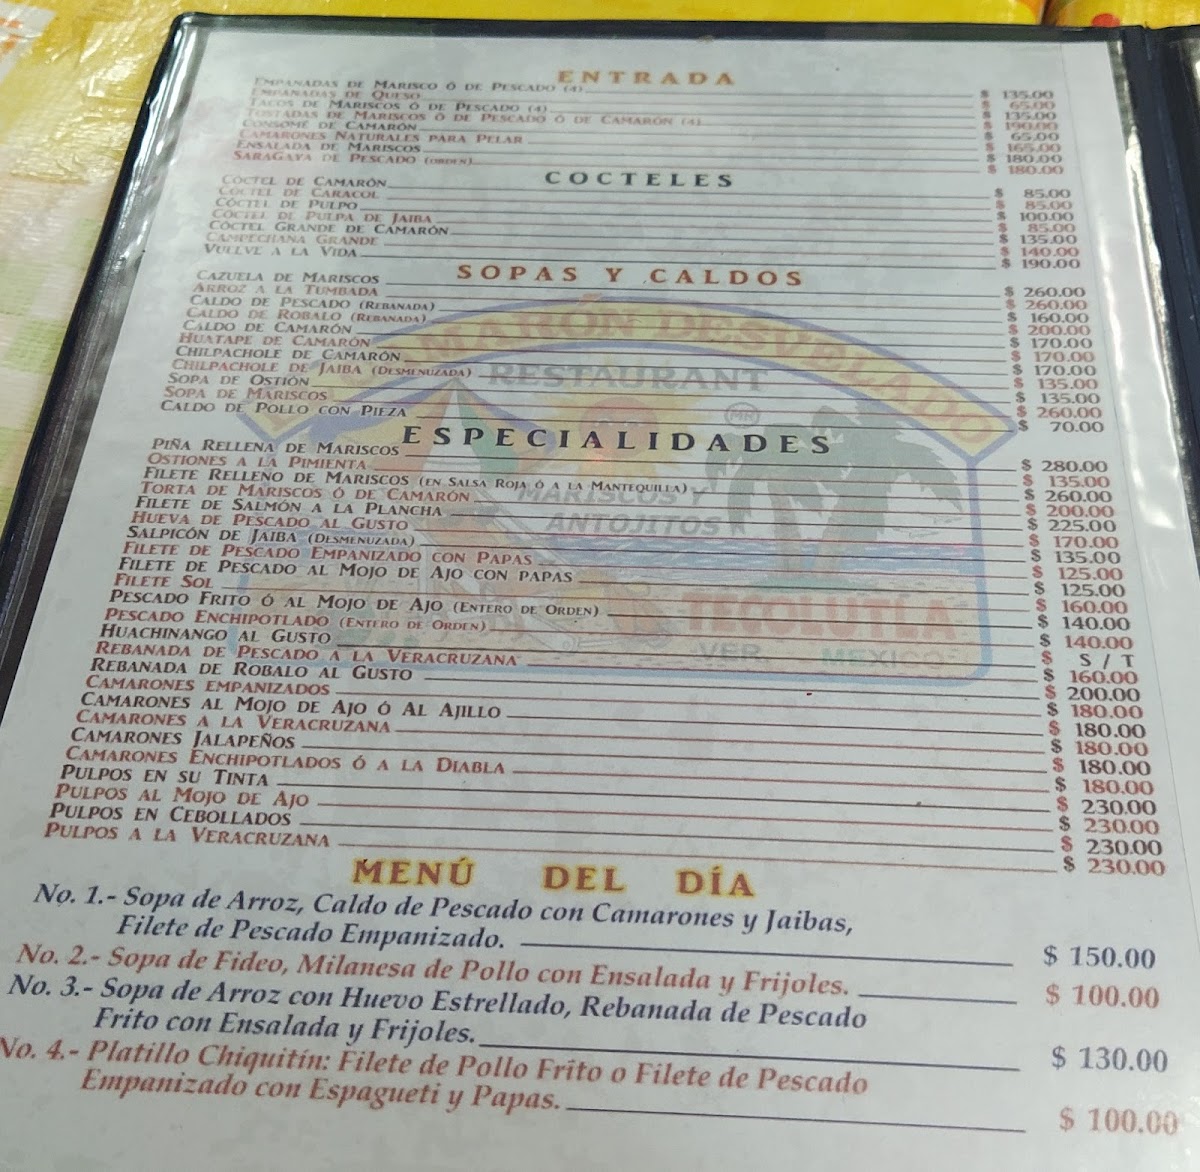 ENTRADA
EMPANADAS DE MARISCO Ó DE PESCADO (4) $ 135.00
EMPANADAS DE QUESO $ 65.00
TACOS DE MARISCOS Ó DE PESCADO (4) $ 135.00
TOSTADAS DE MARISCOS Ó DE PESCADO Ó DE CAMARÓN (4) $ 190.00
CONSOMÉ DE CAMARÓN $ 65.00
CAMARONES NATURALES PARA PELAR $ 165.00
ENSALADA DE MARISCOS $ 180.00
SARAGAYA DE PESCADO (ORDEN) $ 180.00
COCTELES
CÓCTEL DE CAMARÓN $ 85.00
CÓCTEL DE CARACOL $ 85.00
CÓCTEL DE PULPO $ 100.00
CÓCTEL DE PULPA DE JAIBA $ 85.00
CÓCTEL GRANDE DE CAMARÓN $ 135.00
CAMPECHANA GRANDE $ 140.00
VUELVE A LA VIDA $ 190.00
SOPAS Y CALDOS
CAZUELA DE MARISCOS $ 260.00
ARROZ A LA TUMBADA $ 260.00
CALDO DE PESCADO (REBANADA) $ 160.00
CALDO DE ROBALO (REBANADA) $ 200.00
CALDO DE CAMARÓN $ 170.00
HUATAPE DE CAMARÓN $ 170.00
CHILPACHOLE DE CAMARÓN $ 170.00
CHILPACHOLE DE JAIBA (DESMENUZADA) $ 135.00
SOPA DE OSTIÓN $ 135.00
SOPA DE MARISCOS $ 260.00
CALDO DE POLLO CON PIEZA $ 70.00
ESPECIALIDADES
PIÑA RELLENA DE MARISCOS $ 280.00
OSTIONES A LA PIMIENTA $ 135.00
FILETE RELLENO DE MARISCOS (EN SALSA ROJA Ó A LA MANTEQUILLA) $ 260.00
TORTA DE MARISCOS Ó DE CAMARÓN $ 200.00
FILETE DE SALMÓN A LA PLANCHA $ 225.00
HUEVA DE PESCADO AL GUSTO $ 170.00
SALPICÓN DE JAIBA (DESMENUZADA) $ 135.00
FILETE DE PESCADO EMPANIZADO CON PAPAS $ 125.00
FILETE DE PESCADO AL MOJO DE AJO CON PAPAS $ 125.00
FILETE SOL $ 160.00
PESCADO FRITO Ó AL MOJO DE AJO (ENTERO DE ORDEN) $ 140.00
PESCADO ENCHIPOTLADO (ENTERO DE ORDEN) $ 140.00
HUACHINANGO AL GUSTO $ S / T
REBANADA DE PESCADO A LA VERACRUZANA $ 160.00
REBANADA DE ROBALO AL GUSTO $ 200.00
CAMARONES EMPANIZADOS $ 180.00
CAMARONES AL MOJO DE AJO Ó AL AJILLO $ 180.00
CAMARONES A LA VERACRUZANA $ 180.00
CAMARONES JALAPEÑOS $ 180.00
CAMARONES ENCHIPOTLADOS Ó A LA DIABLA $ 180.00
PULPOS EN SU TINTA $ 230.00
PULPOS AL MOJO DE AJO $ 230.00
PULPOS EN CEBOLLADOS $ 230.00
PULPOS A LA VERACRUZANA $ 230.00
MENÚ DEL DÍA
No. 1.- Sopa de Arroz, Caldo de Pescado con Camarones y Jaibas,
Filete de Pescado Empanizado. $ 150.00
No. 2.- Sopa de Fideo, Milanesa de Pollo con Ensalada y Frijoles. $ 100.00
No. 3.- Sopa de Arroz con Huevo Estrellado, Rebanada de Pescado
Frito con Ensalada y Frijoles. $ 130.00
No. 4.- Platillo Chiquitín: Filete de Pollo Frito o Filete de Pescado
Empanizado con Espagueti y Papas. $ 100.00
CAMARÓN DESVELADO
RESTAURANT
MR
MARISCOS Y
ANTOJITOS
TECOLUTLA
VER. MEXICO